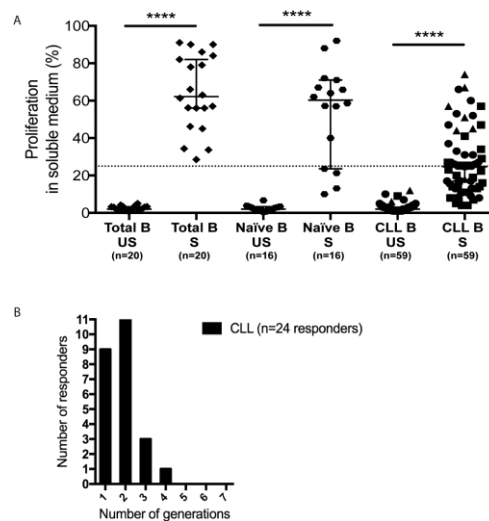 A
**** **** ****
Proliferation
in soluble medium (%)
100
80
60
40
20
0
Total B Total B Naïve B Naïve B CLL B CLL B
US S US S US S
(n=20) (n=20) (n=16) (n=16) (n=59) (n=59)
B
Number of responders
11
10
9
8
7
6
5
4
3
2
1
0
CLL (n=24 responders)
1 2 3 4 5 6 7
Number of generations